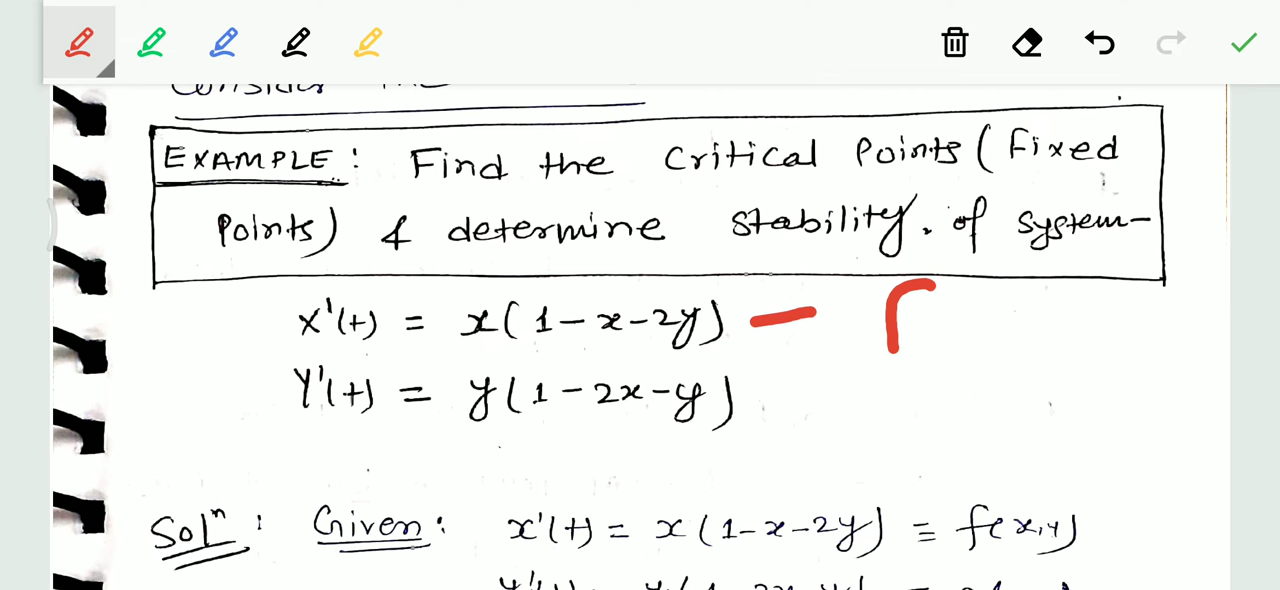 EXAMPLE: Find the Critical Points (Fixed
Points) & determine stability. of system-
x'(t) = x(1-x-2y) -
Y'(t) = y(1-2x-y)
Solⁿ: Given: x'(t) = x(1-x-2y) ≡ f(x,y)